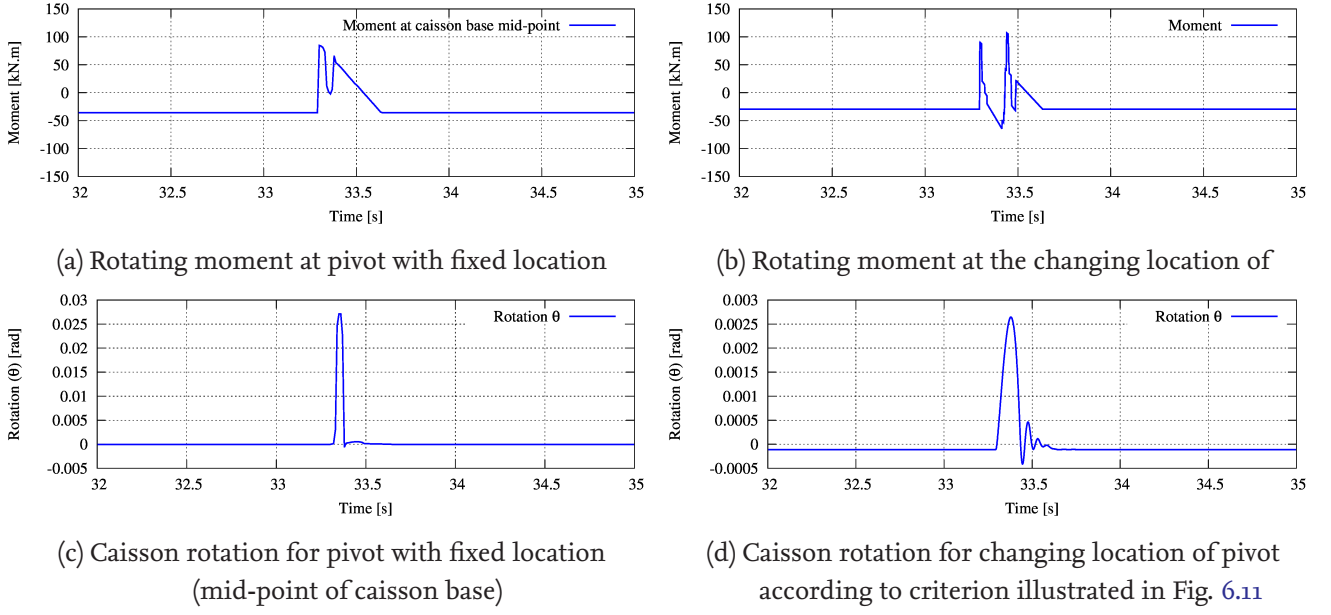 Moment at caisson base mid-point
150
100
50
0
-50
-100
-150
Moment [kN.m]
32 32.5 33 33.5 34 34.5 35
Time [s]
(a) Rotating moment at pivot with fixed location
Moment
150
100
50
0
-50
-100
-150
Moment [kN.m]
32 32.5 33 33.5 34 34.5 35
Time [s]
(b) Rotating moment at the changing location of
Rotation θ
0.03
0.025
0.02
0.015
0.01
0.005
0
-0.005
Rotation (θ) [rad]
32 32.5 33 33.5 34 34.5 35
Time [s]
(c) Caisson rotation for pivot with fixed location
(mid-point of caisson base)
Rotation θ
0.003
0.0025
0.002
0.0015
0.001
0.0005
0
-0.0005
Rotation (θ) [rad]
32 32.5 33 33.5 34 34.5 35
Time [s]
(d) Caisson rotation for changing location of pivot
according to criterion illustrated in Fig. 6.11